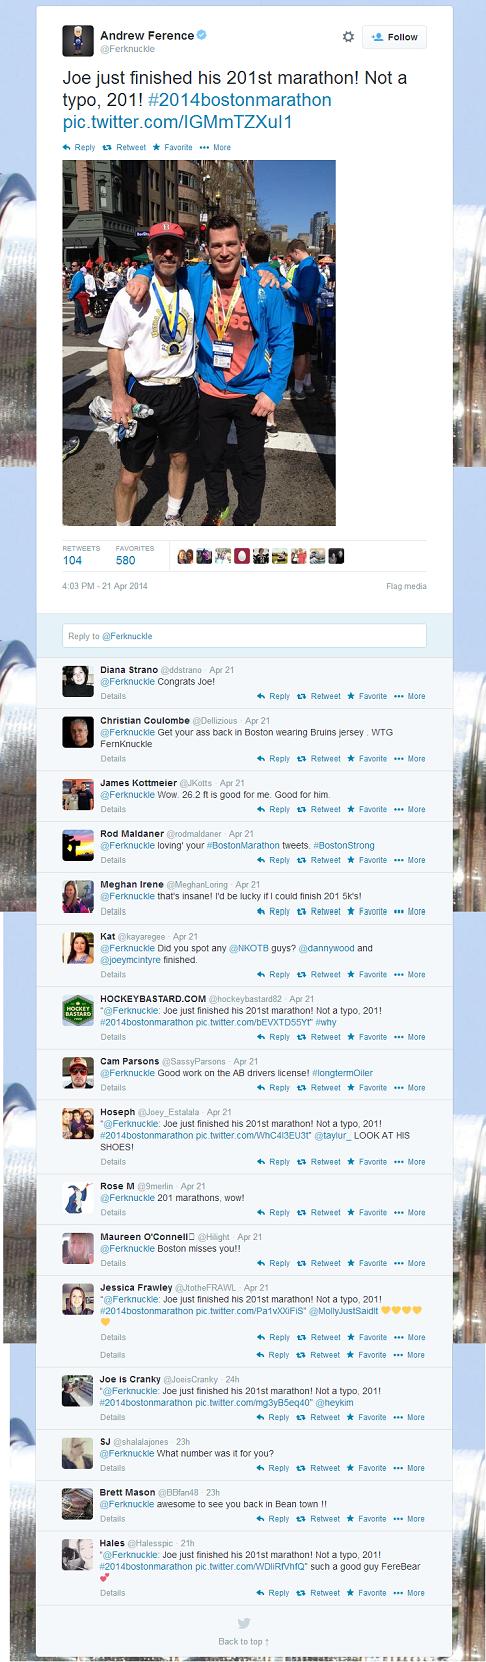 Andrew Ference
@Ferknuckle
Follow
Joe just finished his 201st marathon! Not a
typo, 201! #2014bostonmarathon
pic.twitter.com/IGMmTZXuI1
Reply Retweet Favorite More
RETWEETS FAVORITES
104 580
4:03 PM - 21 Apr 2014 Flag media
Reply to @Ferknuckle
Diana Strano @ddstrano · Apr 21
@Ferknuckle Congrats Joe!
Details Reply Retweet Favorite More
Christian Coulombe @Dellizious · Apr 21
@Ferknuckle Get your ass back in Boston wearing Bruins jersey . WTG
FernKnuckle
Details Reply Retweet Favorite More
James Kottmeier @JKotts · Apr 21
@Ferknuckle Wow. 26.2 ft is good for me. Good for him.
Details Reply Retweet Favorite More
Rod Maldaner @rodmaldaner · Apr 21
@Ferknuckle loving' your #BostonMarathon tweets. #BostonStrong
Details Reply Retweet Favorite More
Meghan Irene @MeghanLoring · Apr 21
@Ferknuckle that's insane! I'd be lucky if I could finish 201 5k's!
Details Reply Retweet Favorite More
Kat @kayaregee · Apr 21
@Ferknuckle Did you spot any @NKOTB guys? @dannywood and
@joeymcintyre finished.
Details Reply Retweet Favorite More
HOCKEYBASTARD.COM @hockeybastard82 · Apr 21
"@Ferknuckle: Joe just finished his 201st marathon! Not a typo, 201!
#2014bostonmarathon pic.twitter.com/bEVXTD55Yt" #why
Details Reply Retweet Favorite More
Cam Parsons @SassyParsons · Apr 21
@Ferknuckle Good work on the AB drivers license! #longtermOiler
Details Reply Retweet Favorite More
Hoseph @Joey_Estalala · Apr 21
"@Ferknuckle: Joe just finished his 201st marathon! Not a typo, 201!
#2014bostonmarathon pic.twitter.com/WhC4l3EU3t" @taylur_ LOOK AT HIS
SHOES!
Details Reply Retweet Favorite More
Rose M @9merlin · Apr 21
@Ferknuckle 201 marathons, wow!
Details Reply Retweet Favorite More
Maureen O'Connell @Hilight · Apr 21
@Ferknuckle Boston misses you!!
Details Reply Retweet Favorite More
Jessica Frawley @JtotheFRAWL · Apr 21
"@Ferknuckle: Joe just finished his 201st marathon! Not a typo, 201!
#2014bostonmarathon pic.twitter.com/Pa1vXXiFiS" @MollyJustSaidIt 💛💛💛💛
💛
Details Reply Retweet Favorite More
Details Reply Retweet Favorite More
Joe is Cranky @JoeisCranky · 24h
"@Ferknuckle: Joe just finished his 201st marathon! Not a typo, 201!
#2014bostonmarathon pic.twitter.com/mg3yB5eq40" @heykim
Details Reply Retweet Favorite More
SJ @shalalajones · 23h
@Ferknuckle What number was it for you?
Details Reply Retweet Favorite More
Brett Mason @BBfan48 · 23h
@Ferknuckle awesome to see you back in Bean town !!
Details Reply Retweet Favorite More
Hales @Halesspic · 21h
"@Ferknuckle: Joe just finished his 201st marathon! Not a typo, 201!
#2014bostonmarathon pic.twitter.com/WDliiRfVhfQ" such a good guy FereBear
💕
Details Reply Retweet Favorite More
Back to top ↑